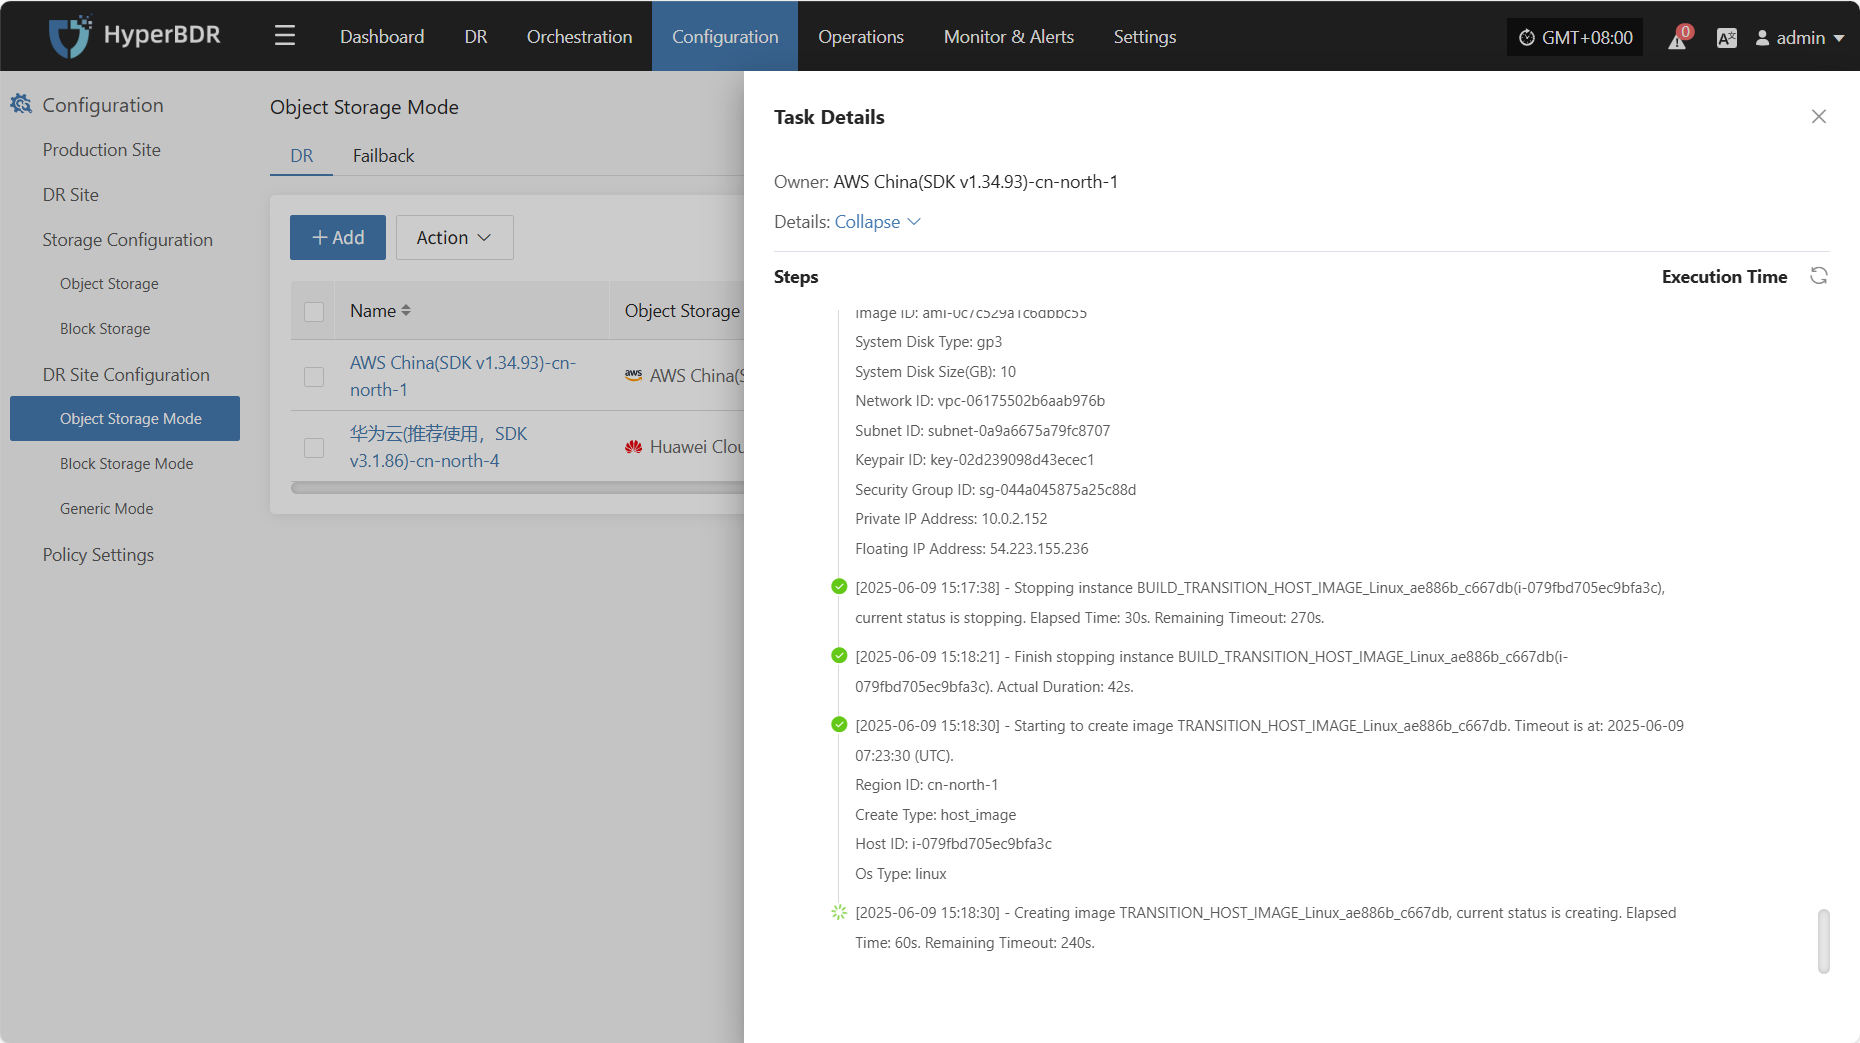 HyperBDR
Dashboard
DR
Orchestration
Configuration
Operations
Monitor & Alerts
Settings
GMT+08:00
0
admin
Configuration
Production Site
DR Site
Storage Configuration
Object Storage
Block Storage
DR Site Configuration
Object Storage Mode
Block Storage Mode
Generic Mode
Policy Settings
Object Storage Mode
DR
Failback
Add
Action
Name
Object Storage
AWS China(SDK v1.34.93)-cn-
north-1
aws AWS China(S
华为云(推荐使用，SDK
v3.1.86)-cn-north-4
Huawei Clou
Task Details
Owner: AWS China(SDK v1.34.93)-cn-north-1
Details: Collapse
Steps
Execution Time
Image ID: ami-0c7c529a1c6dbbc55
System Disk Type: gp3
System Disk Size(GB): 10
Network ID: vpc-06175502b6aab976b
Subnet ID: subnet-0a9a6675a79fc8707
Keypair ID: key-02d239098d43ecec1
Security Group ID: sg-044a045875a25c88d
Private IP Address: 10.0.2.152
Floating IP Address: 54.223.155.236
[2025-06-09 15:17:38] - Stopping instance BUILD_TRANSITION_HOST_IMAGE_Linux_ae886b_c667db(i-079fbd705ec9bfa3c),
current status is stopping. Elapsed Time: 30s. Remaining Timeout: 270s.
[2025-06-09 15:18:21] - Finish stopping instance BUILD_TRANSITION_HOST_IMAGE_Linux_ae886b_c667db(i-
079fbd705ec9bfa3c). Actual Duration: 42s.
[2025-06-09 15:18:30] - Starting to create image TRANSITION_HOST_IMAGE_Linux_ae886b_c667db. Timeout is at: 2025-06-09
07:23:30 (UTC).
Region ID: cn-north-1
Create Type: host_image
Host ID: i-079fbd705ec9bfa3c
Os Type: linux
[2025-06-09 15:18:30] - Creating image TRANSITION_HOST_IMAGE_Linux_ae886b_c667db, current status is creating. Elapsed
Time: 60s. Remaining Timeout: 240s.